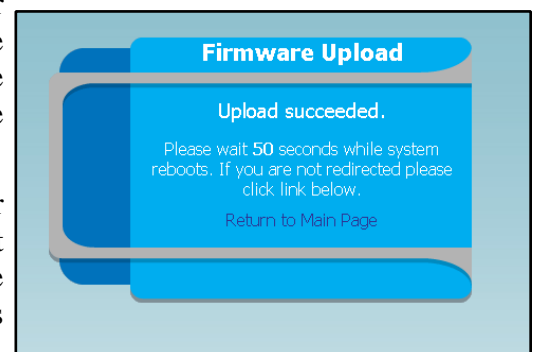 Firmware Upload
Upload succeeded.
Please wait 50 seconds while system
reboots. If you are not redirected please
click link below.
Return to Main Page